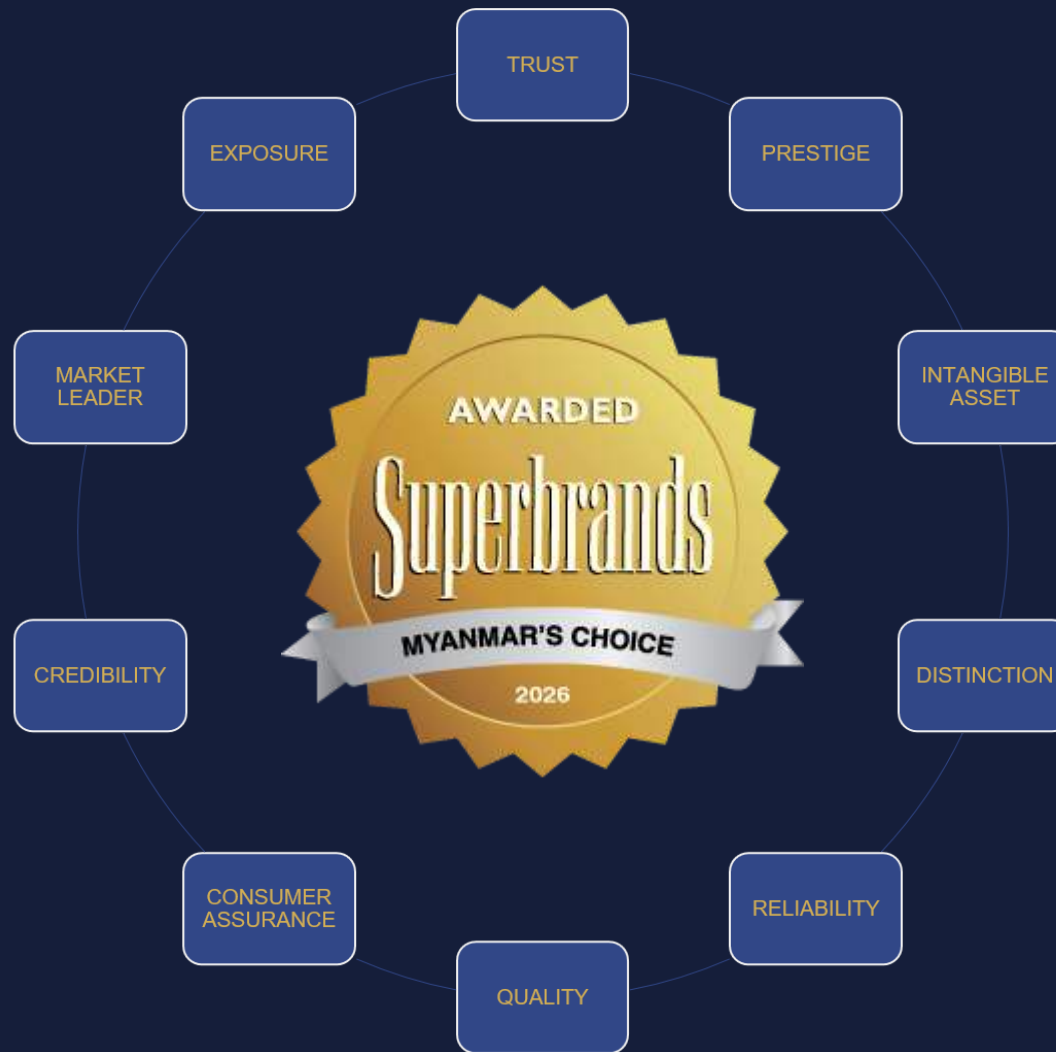 TRUST
EXPOSURE
PRESTIGE
MARKET
LEADER
INTANGIBLE
ASSET
AWARDED
Superbrands
MYANMAR'S CHOICE
2026
CREDIBILITY
DISTINCTION
CONSUMER
ASSURANCE
RELIABILITY
QUALITY